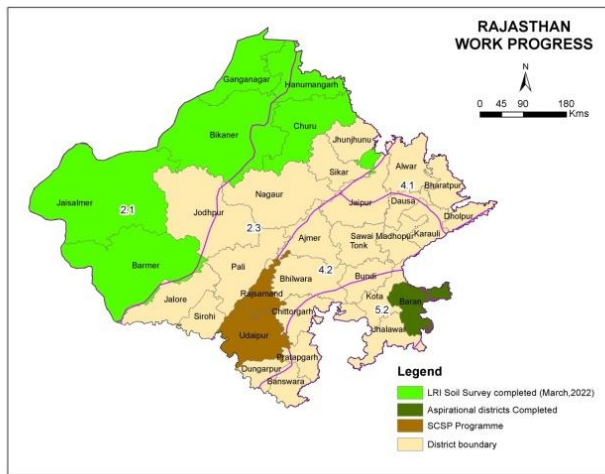 RAJASTHAN
WORK PROGRESS
N
0 45 90 180
Kms
Ganganagar
Hanumangarh
Bikaner
Churu
Jhunjhunu
Sikar
Alwar
4.1
Bharatpur
Jaisalmer
2.1
Jodhpur
Nagaur
2.3
Jaipur
Dausa
Dholpur
Karauli
Sawai Madhopur
Tonk
Ajmer
Barmer
Pali
4.2
Bhilwara
Bundi
Rajsamand
Jalore
Sirohi
Chittorgarh
Kota
Baran
5.2
Jhalawar
Udaipur
Pratapgarh
Dungarpur
Banswara
Legend
LRI Soil Survey completed (March,2022)
Aspirational districts Completed
SCSP Programme
District boundary